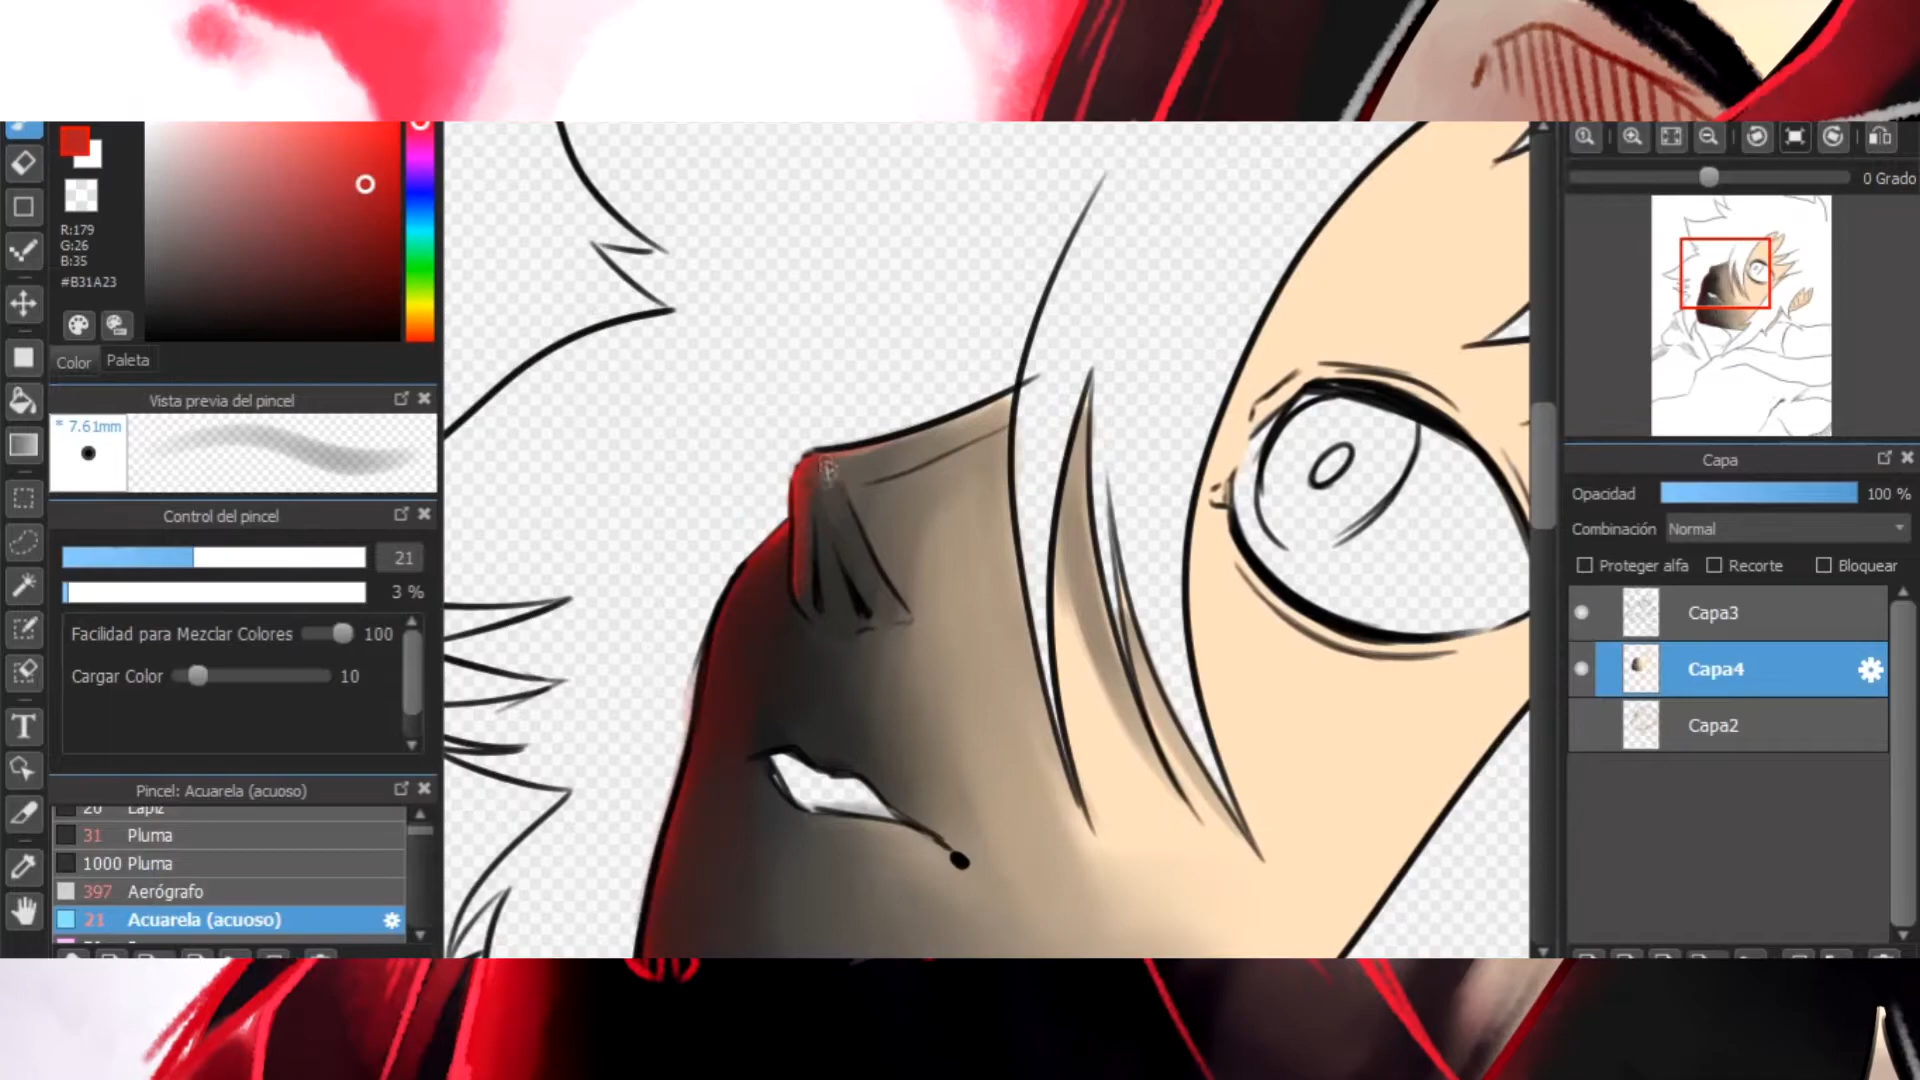 R:179
G:26
B:35
#B31A23
Color
Paleta
Vista previa del pincel
* 7.61mm
Control del pincel
21
3 %
Facilidad para Mezclar Colores
100
Cargar Color
10
Pincel: Acuarela (acuoso)
20 Lápiz
31 Pluma
1000 Pluma
397 Aerógrafo
21 Acuarela (acuoso)
0 Grado
Capa
Opacidad
100 %
Combinación
Normal
Proteger alfa
Recorte
Bloquear
Capa3
Capa4
Capa2